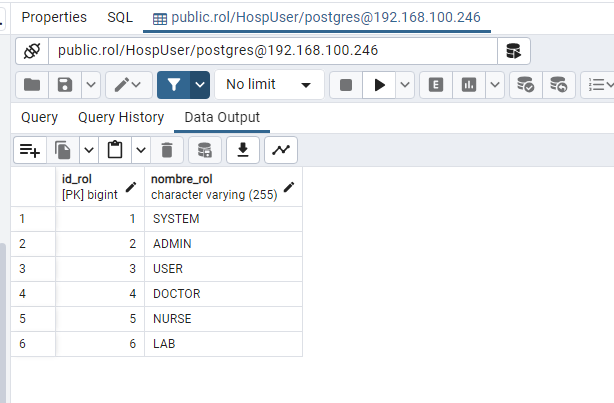 Properties SQL public.rol/HospUser/postgres@192.168.100.246
public.rol/HospUser/postgres@192.168.100.246
No limit E
Query Query History Data Output
id_rol nombre_rol
[PK] bigint character varying (255)
1 1 SYSTEM
2 2 ADMIN
3 3 USER
4 4 DOCTOR
5 5 NURSE
6 6 LAB